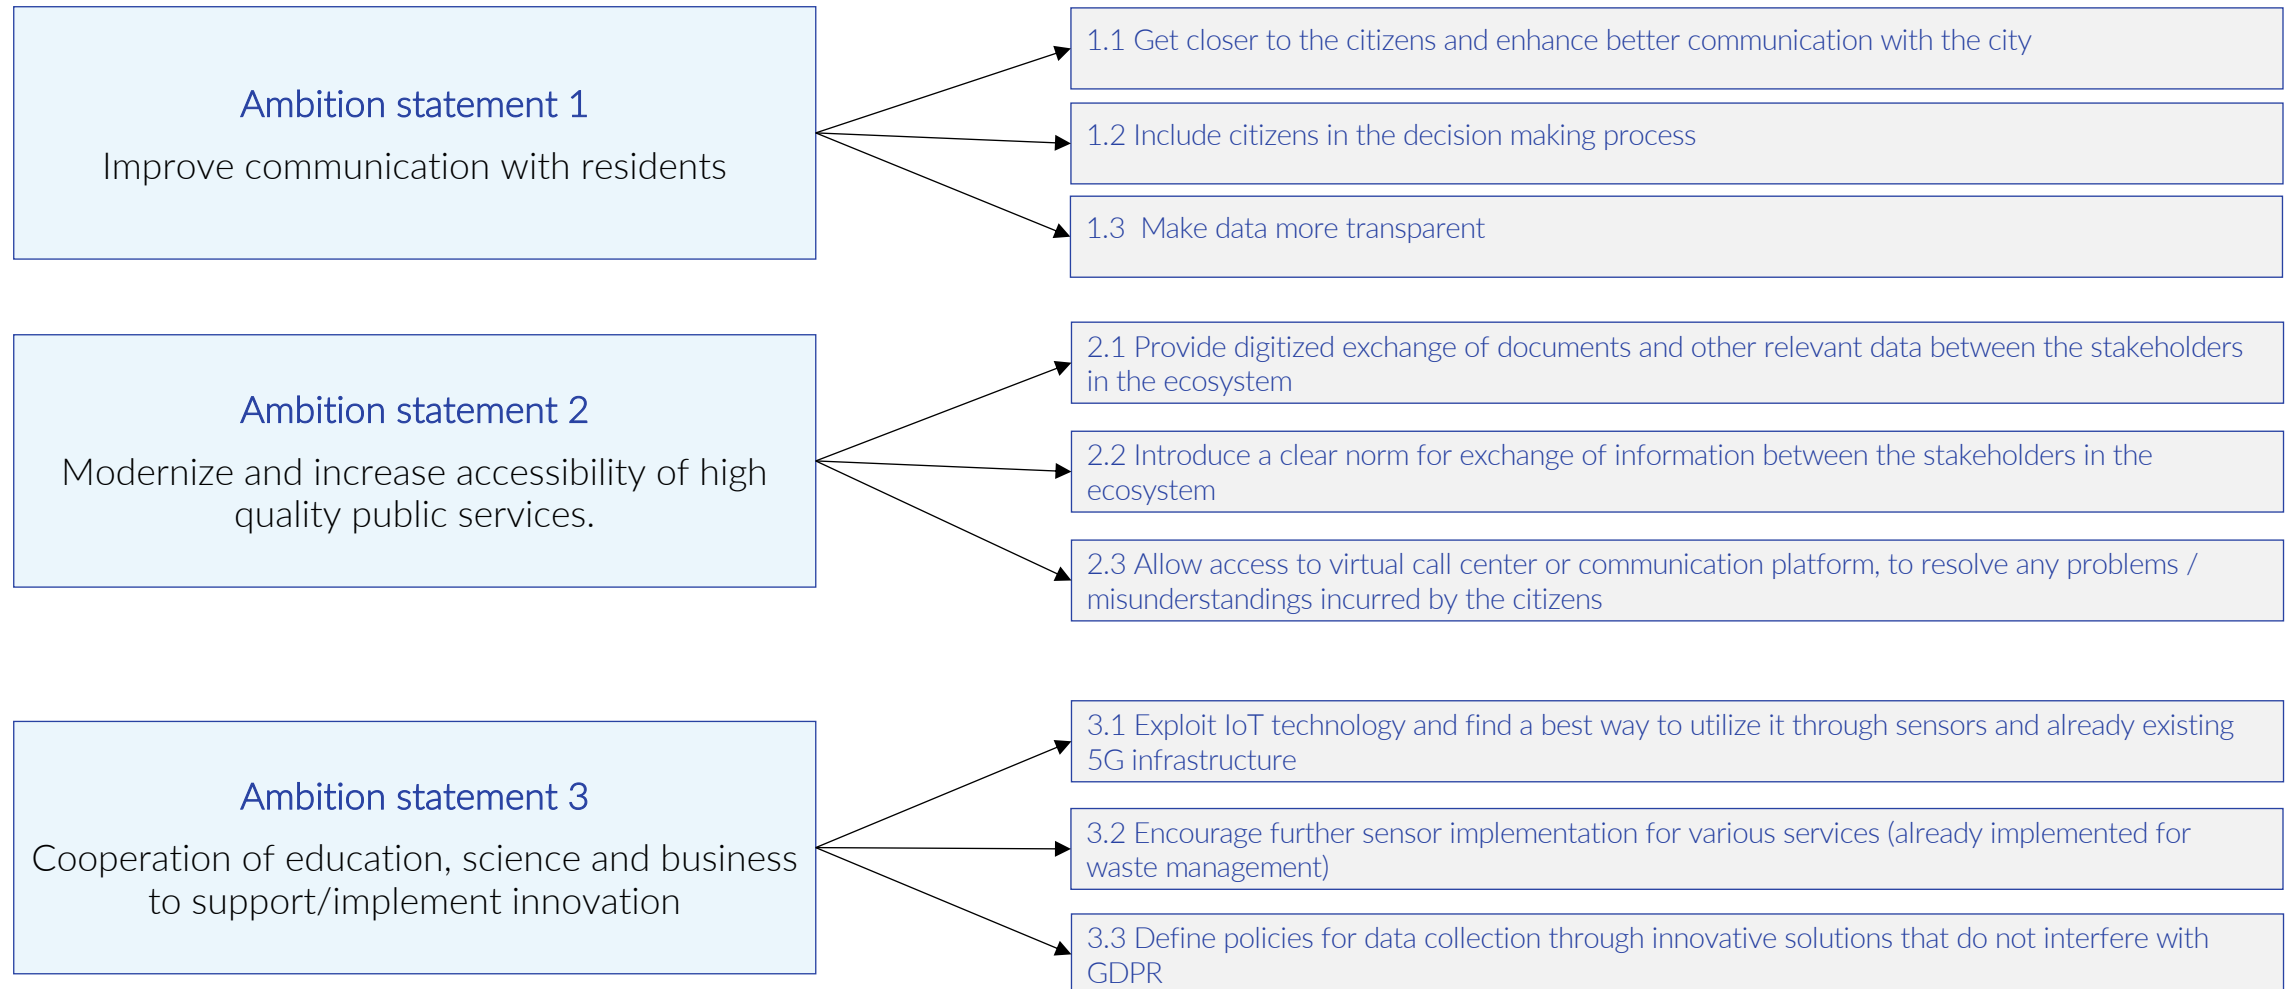 Ambition statement 1
Improve communication with residents
1.1 Get closer to the citizens and enhance better communication with the city
1.2 Include citizens in the decision making process
1.3 Make data more transparent
Ambition statement 2
Modernize and increase accessibility of high
quality public services.
2.1 Provide digitized exchange of documents and other relevant data between the stakeholders
in the ecosystem
2.2 Introduce a clear norm for exchange of information between the stakeholders in the
ecosystem
2.3 Allow access to virtual call center or communication platform, to resolve any problems /
misunderstandings incurred by the citizens
Ambition statement 3
Cooperation of education, science and business
to support/implement innovation
3.1 Exploit IoT technology and find a best way to utilize it through sensors and already existing
5G infrastructure
3.2 Encourage further sensor implementation for various services (already implemented for
waste management)
3.3 Define policies for data collection through innovative solutions that do not interfere with
GDPR